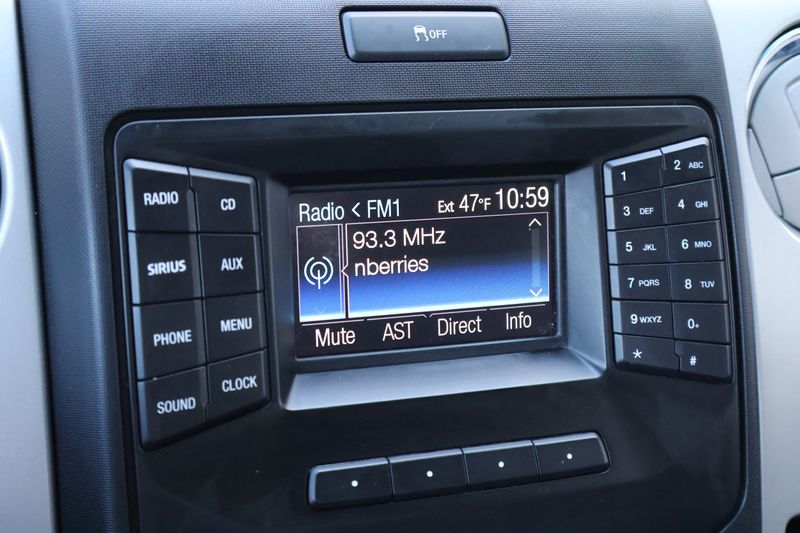 OFF
RADIO
CD
SIRIUS
AUX
PHONE
MENU
SOUND
CLOCK
Radio < FM1 Ext 47°F 10:59
93.3 MHz
nberries
Mute AST Direct Info
1
2 ABC
3 DEF
4 GHI
5 JKL
6 MNO
7 PQRS
8 TUV
9 WXYZ
0+
*
#